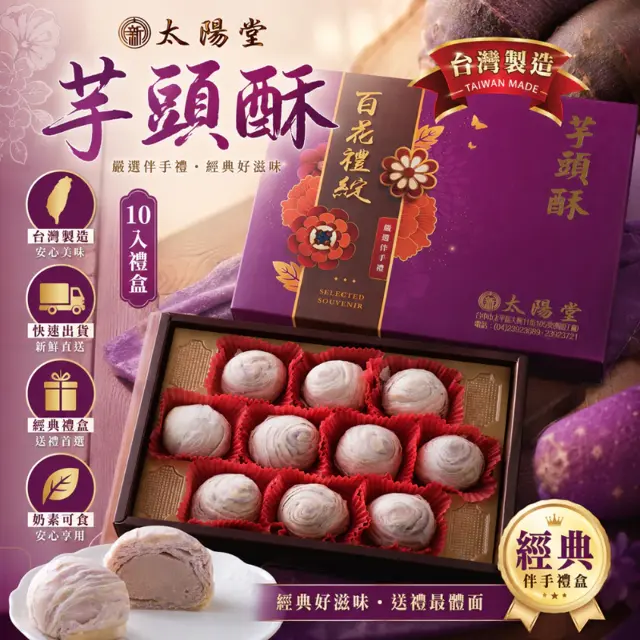 新 太陽堂
芋頭酥
嚴選伴手禮・經典好滋味
10入禮盒
台灣製造
安心美味
快速出貨
新鮮直送
經典禮盒
送禮首選
奶素可食
安心享用
台灣製造
TAIWAN MADE
百花禮綻
嚴選伴手禮
SELECTED
SOUVENIR
芋頭酥
新 太陽堂
經典
伴手禮盒
經典好滋味・送禮最體面